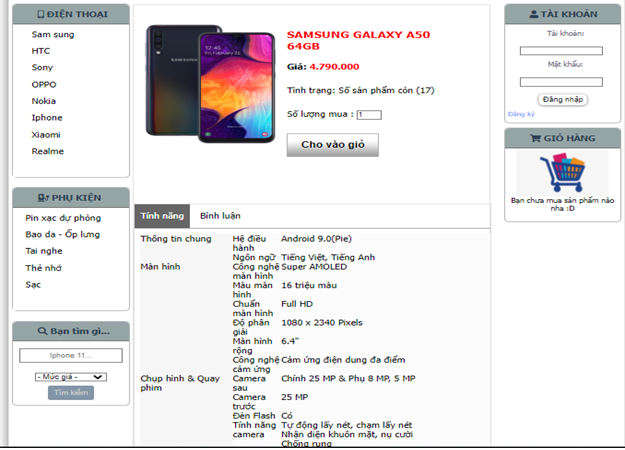 ĐIỆN THOẠI
Sam sung
HTC
Sony
OPPO
Nokia
Iphone
Xiaomi
Realme
PHỤ KIỆN
Pin xạc dự phòng
Bao da - Ốp lưng
Tai nghe
Thẻ nhớ
Sạc
Bạn tìm gì...
Iphone 11...
- Mức giá -
Tìm kiếm
SAMSUNG
12:45
SAMSUNG GALAXY A50
64GB
Giá: 4.790.000
Tình trạng: Số sản phẩm còn (17)
Số lượng mua : 1
Cho vào giỏ
Tính năng Bình luận
Thông tin chung Hệ điều hành Android 9.0(Pie)
Ngôn ngữ Tiếng Việt, Tiếng Anh
Màn hình Công nghệ màn hình Super AMOLED
Màu màn hình 16 triệu màu
Chuẩn màn hình Full HD
Độ phân giải 1080 x 2340 Pixels
Màn hình rộng 6.4"
Công nghệ cảm ứng Cảm ứng điện dung đa điểm
Chụp hình & Quay phim Camera sau Chính 25 MP & Phụ 8 MP, 5 MP
Camera trước 25 MP
Đèn Flash Có
Tính năng camera Tự động lấy nét, chạm lấy nét
Nhận diện khuôn mặt, nụ cười
Chống rung
TÀI KHOẢN
Tài khoản:
Mật khẩu:
Đăng nhập
Đăng ký
GIỎ HÀNG
Bạn chưa mua sản phẩm nào
nha :D